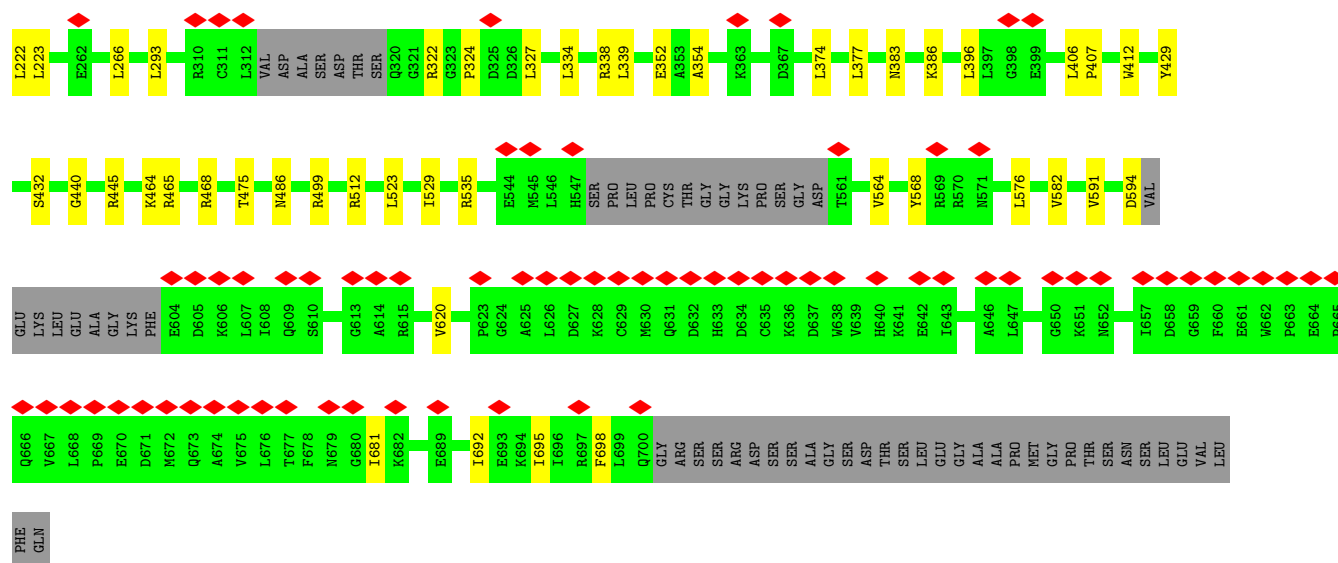 L222 L223 E262 L266 L293 R310 C311 L312 VAL ASP ALA SER ASP THR SER Q320 G321 R322 G323 P324 D325 D326 L327 L334 R338 L339 E352 A353 A354 K363 D367 L374 L377 N383 K386 L396 L397 G398 E399 L406 P407 W412 Y429
S432 G440 R445 K464 R465 R468 T475 N486 R499 R512 L523 I529 R535 E544 M545 L546 H547 SER PRO LEU PRO CYS THR GLY GLY LYS PRO SER GLY ASP T561 V564 Y568 R569 R570 N571 L576 V582 V591 D594 VAL
GLU LYS LEU GLU ALA GLY LYS PHE E604 D605 K606 L607 I608 Q609 S610 G613 A614 R615 V620 P623 G624 A625 L626 D627 K628 C629 M630 Q631 D632 H633 D634 C635 K636 D637 W638 V639 H640 K641 E642 I643 A646 L647 G650 K651 N652 I657 D658 G659 F660 E661 W662 P663 E664
Q666 V667 L668 P669 E670 D671 M672 Q673 A674 V675 L676 T677 F678 N679 G680 I681 K682 E689 I692 E693 K694 I695 I696 R697 F698 L699 Q700 GLY ARG SER SER ARG ASP SER SER ALA GLY SER ASP THR SER LEU GLU GLY ALA ALA PRO MET GLY PRO THR SER ASN SER LEU GLU VAL LEU
PHE GLN